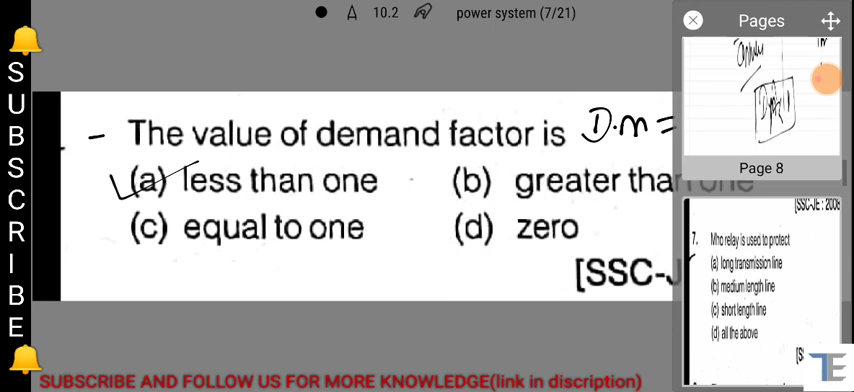 10.2 power system (7/21)
SUBSCRIBE
- The value of demand factor is D.m =
(a) less than one (b) greater than one
(c) equal to one (d) zero
[SSC-J
SUBSCRIBE AND FOLLOW US FOR MORE KNOWLEDGE(link in discription)
Pages
Page 8
[SSC-JE : 2008
7. Mho relay is used to protect
(a) long transmission line
(b) medium length line
(c) short length line
(d) all the above
[S
TE